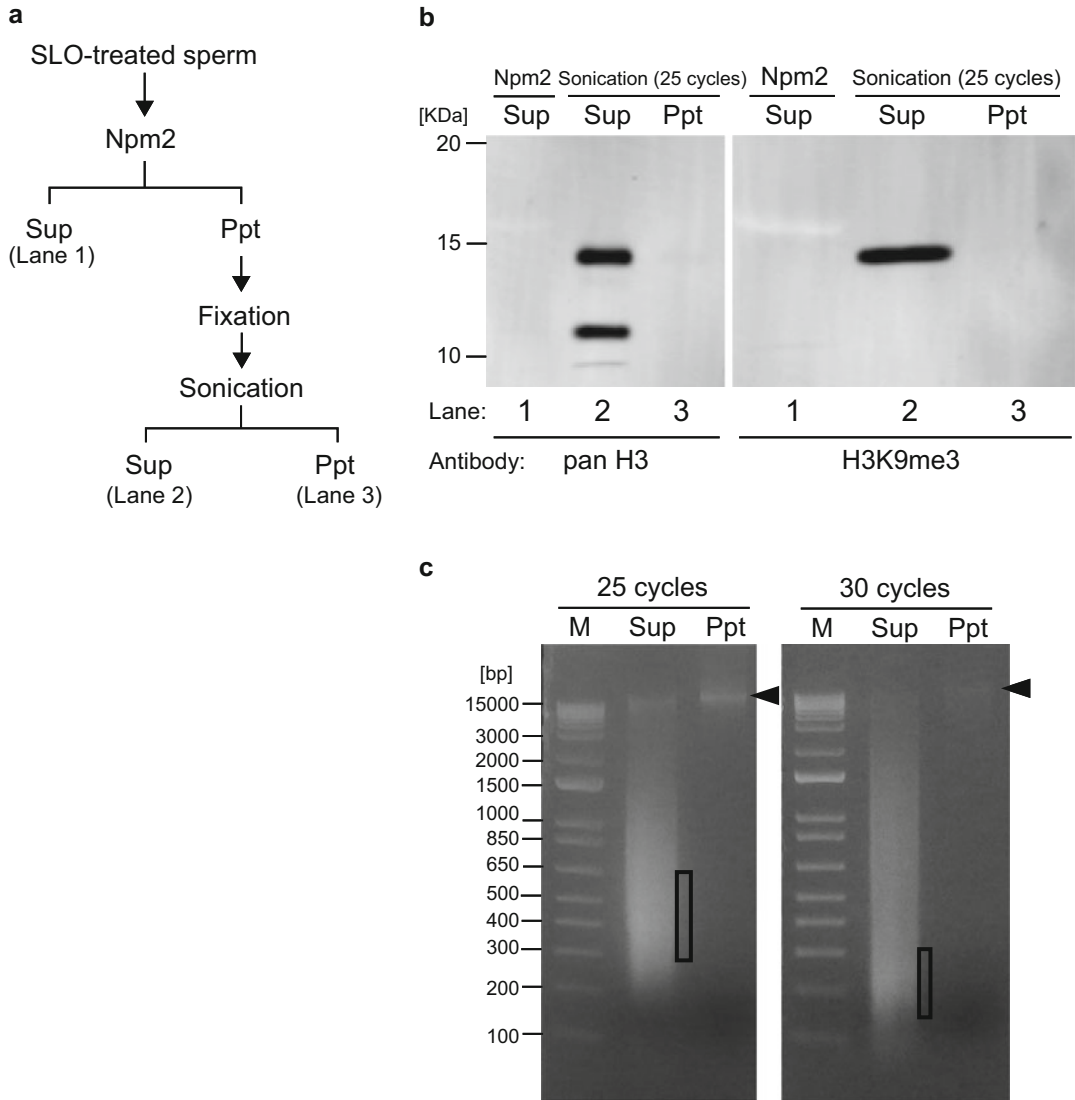 a
SLO-treated sperm
Npm2
Sup Ppt
(Lane 1)
Fixation
Sonication
Sup Ppt
(Lane 2) (Lane 3)
b
Npm2 Sonication (25 cycles) Npm2 Sonication (25 cycles)
[KDa] Sup Sup Ppt Sup Sup Ppt
20
15
10
Lane: 1 2 3 1 2 3
Antibody: pan H3 H3K9me3
c
25 cycles 30 cycles
M Sup Ppt M Sup Ppt
[bp]
15000
3000
2000
1500
1000
850
650
500
400
300
200
100